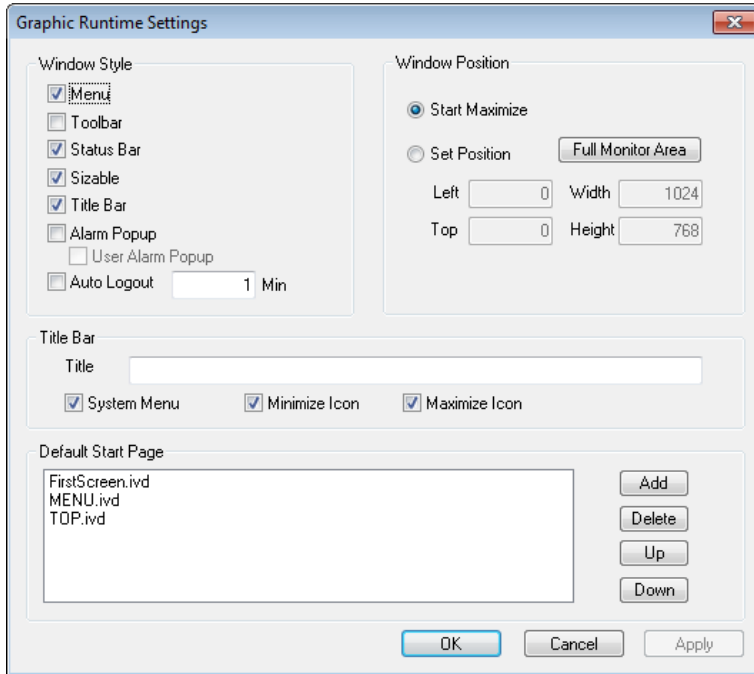 Graphic Runtime Settings
Window Style
Menu
Toolbar
Status Bar
Sizable
Title Bar
Alarm Popup
User Alarm Popup
Auto Logout 1 Min
Window Position
Start Maximize
Set Position Full Monitor Area
Left 0 Width 1024
Top 0 Height 768
Title Bar
Title
System Menu Minimize Icon Maximize Icon
Default Start Page
FirstScreen.ivd
MENU.ivd
TOP.ivd
Add
Delete
Up
Down
OK Cancel Apply